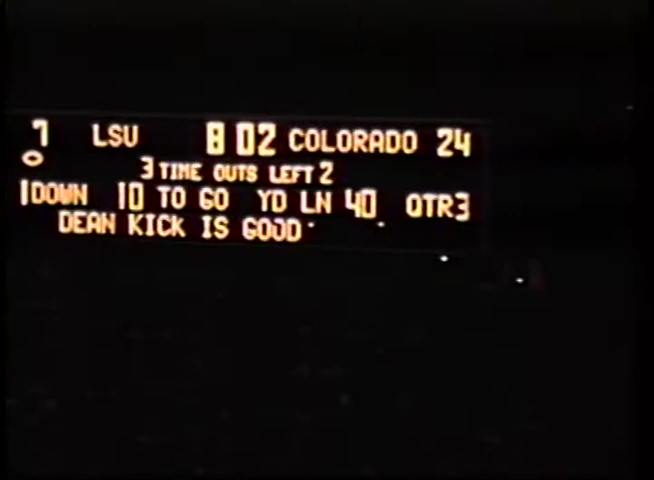 7 LSU 8 02 COLORADO 24
3 TIME OUTS LEFT 2
1 DOWN 10 TO GO YD LN 40 QTR 3
DEAN KICK IS GOOD